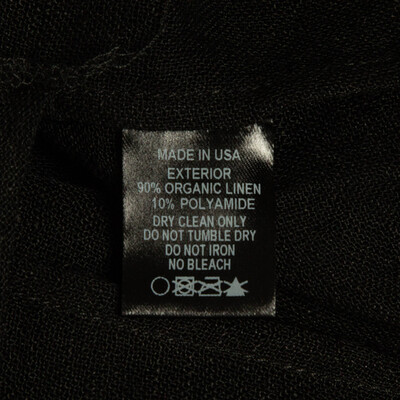 MADE IN USA
EXTERIOR
90% ORGANIC LINEN
10% POLYAMIDE
DRY CLEAN ONLY
DO NOT TUMBLE DRY
DO NOT IRON
NO BLEACH